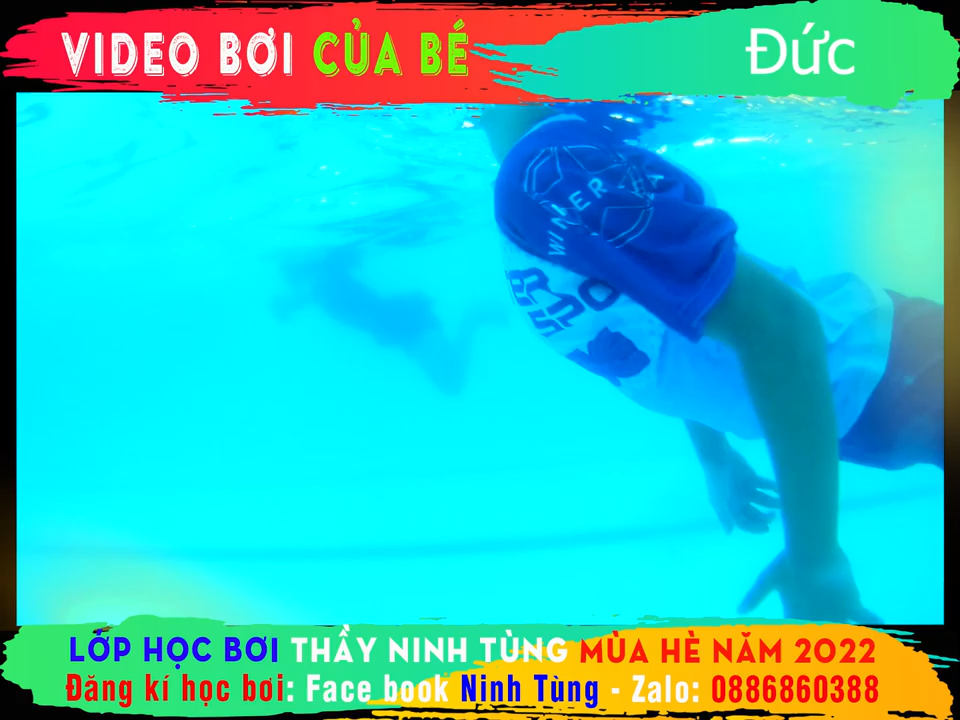 VIDEO BƠI CỦA BÉ
Đức
WINNER
LỚP HỌC BƠI THẦY NINH TÙNG MÙA HÈ NĂM 2022
Đăng kí học bơi: Face book Ninh Tùng - Zalo: 0886860388